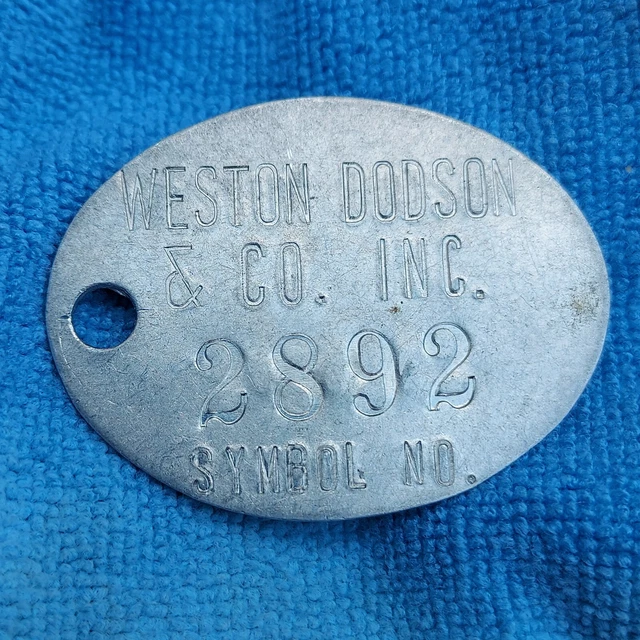 WESTON DODSON
& CO. INC.
2892
SYMBOL NO.